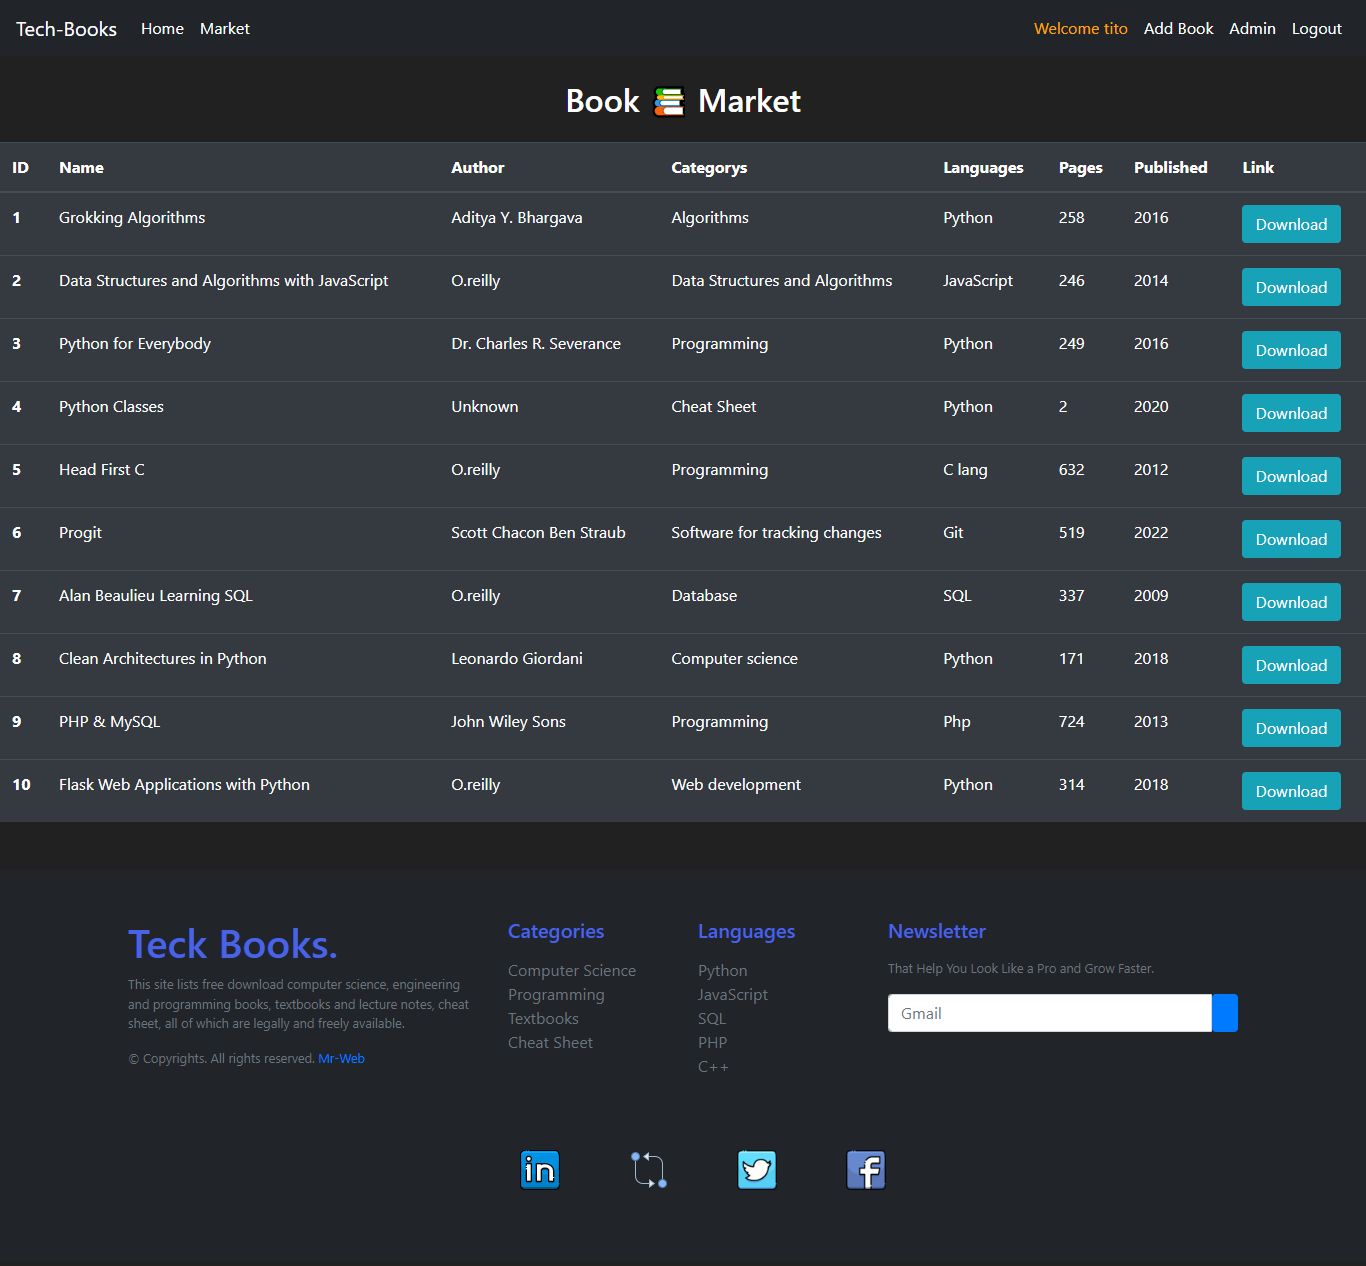 Tech-Books Home Market Welcome tito Add Book Admin Logout
Book Market
ID Name Author Categorys Languages Pages Published Link
1 Grokking Algorithms Aditya Y. Bhargava Algorithms Python 258 2016 Download
2 Data Structures and Algorithms with JavaScript O.reilly Data Structures and Algorithms JavaScript 246 2014 Download
3 Python for Everybody Dr. Charles R. Severance Programming Python 249 2016 Download
4 Python Classes Unknown Cheat Sheet Python 2 2020 Download
5 Head First C O.reilly Programming C lang 632 2012 Download
6 Progit Scott Chacon Ben Straub Software for tracking changes Git 519 2022 Download
7 Alan Beaulieu Learning SQL O.reilly Database SQL 337 2009 Download
8 Clean Architectures in Python Leonardo Giordani Computer science Python 171 2018 Download
9 PHP & MySQL John Wiley Sons Programming Php 724 2013 Download
10 Flask Web Applications with Python O.reilly Web development Python 314 2018 Download
Teck Books.
This site lists free download computer science, engineering
and programming books, textbooks and lecture notes, cheat
sheet, all of which are legally and freely available.
© Copyrights. All rights reserved. Mr-Web
Categories
Computer Science
Programming
Textbooks
Cheat Sheet
Languages
Python
JavaScript
SQL
PHP
C++
Newsletter
That Help You Look Like a Pro and Grow Faster.
Gmail
in
f